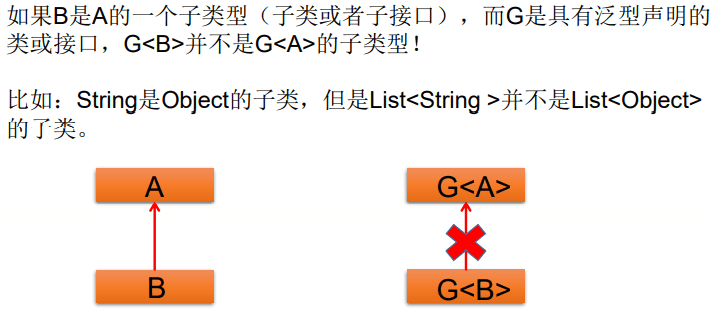 如果B是A的一个子类型（子类或者子接口），而G是具有泛型声明的
类或接口，G<B>并不是G<A>的子类型！
比如：String是Object的子类，但是List<String >并不是List<Object>
的子类。
A
G<A>
B
G<B>